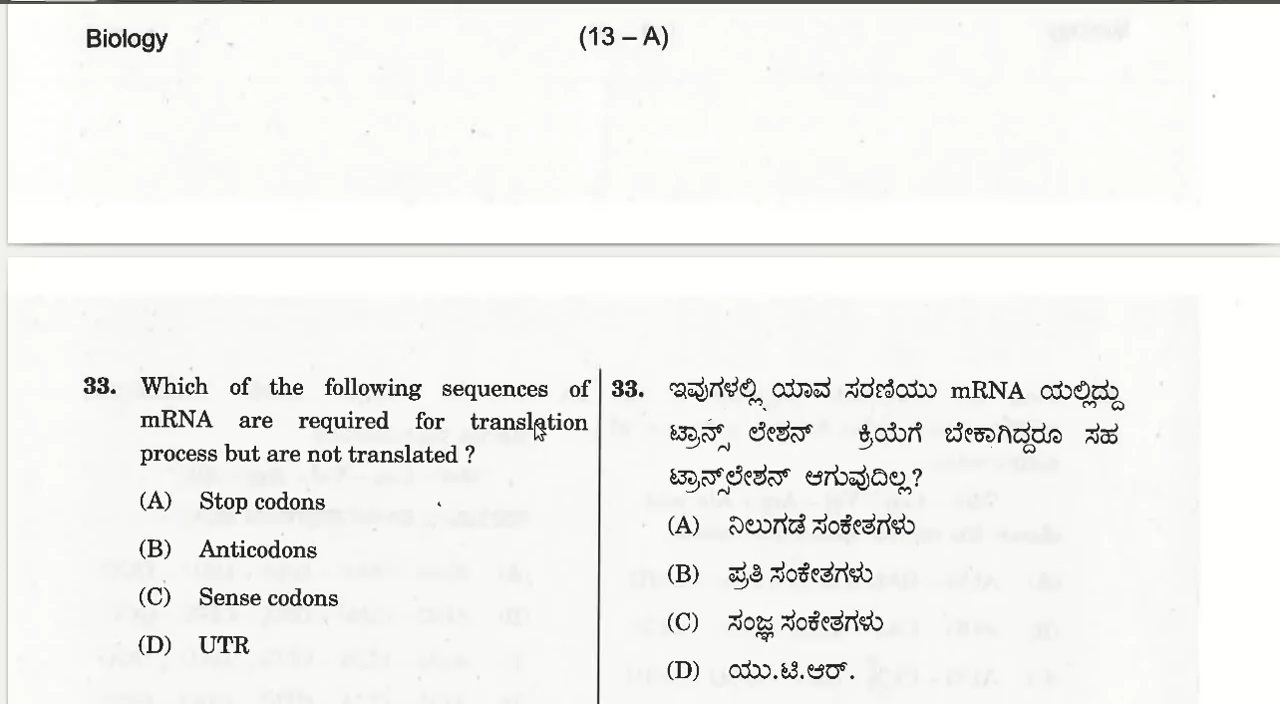 Biology
(13 – A)
33. Which of the following sequences of
mRNA are required for translation
process but are not translated ?
(A) Stop codons
(B) Anticodons
(C) Sense codons
(D) UTR
33. ಇವುಗಳಲ್ಲಿ ಯಾವ ಸರಣಿಯು mRNA ಯಲ್ಲಿದ್ದು
ಟ್ರಾನ್ಸ್ ಲೇಶನ್ ಕ್ರಿಯೆಗೆ ಬೇಕಾಗಿದ್ದರೂ ಸಹ
ಟ್ರಾನ್ಸ್‌ಲೇಶನ್ ಆಗುವುದಿಲ್ಲ?
(A) ನಿಲುಗಡೆ ಸಂಕೇತಗಳು
(B) ಪ್ರತಿ ಸಂಕೇತಗಳು
(C) ಸಂಜ್ಞ ಸಂಕೇತಗಳು
(D) ಯು.ಟಿ.ಆರ್.